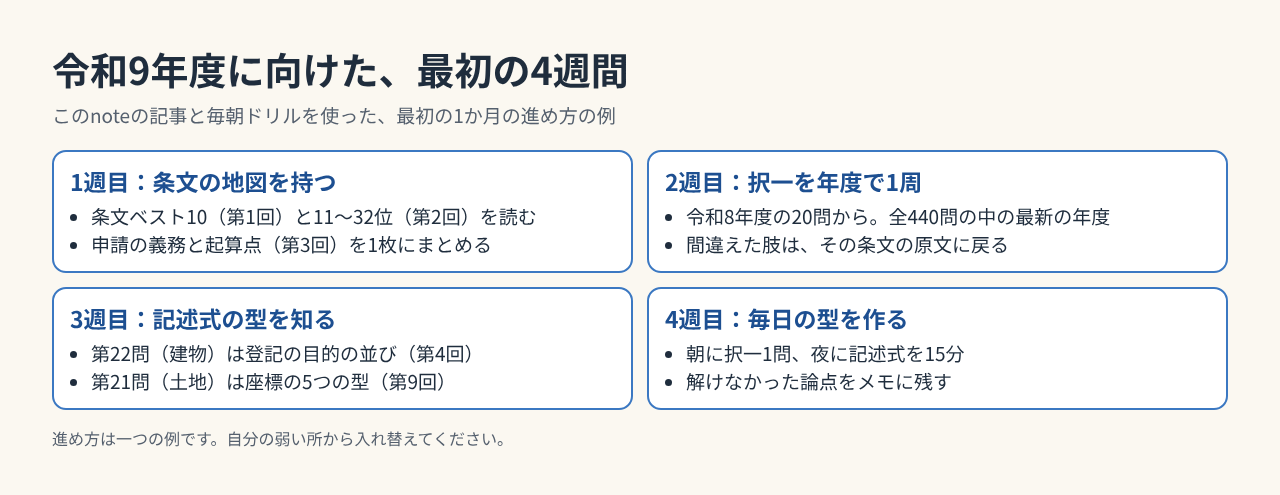 令和9年度に向けた、最初の4週間
このnoteの記事と毎朝ドリルを使った、最初の1か月の進め方の例
1週目：条文の地図を持つ
• 条文ベスト10（第1回）と11〜32位（第2回）を読む
• 申請の義務と起算点（第3回）を1枚にまとめる
2週目：択一を年度で1周
• 令和8年度の20問から。全440問の中の最新の年度
• 間違えた肢は、その条文の原文に戻る
3週目：記述式の型を知る
• 第22問（建物）は登記の目的の並び（第4回）
• 第21問（土地）は座標の5つの型（第9回）
4週目：毎日の型を作る
• 朝に択一1問、夜に記述式を15分
• 解けなかった論点をメモに残す
進め方は一つの例です。自分の弱い所から入れ替えてください。